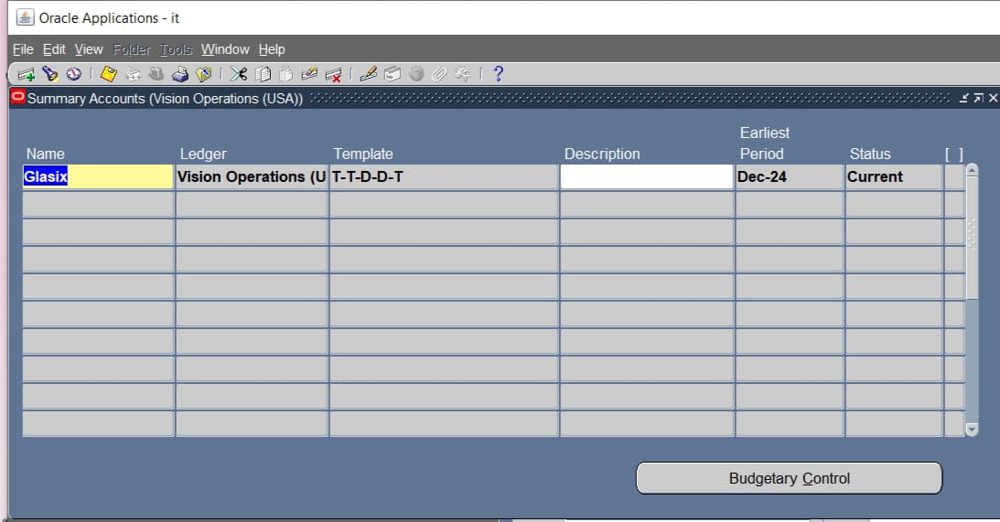 Oracle Applications - it
File Edit View Folder Tools Window Help
Summary Accounts (Vision Operations (USA))
Earliest
Name Ledger Template Description Period Status [ ]
Glasix Vision Operations (U T-T-D-D-T Dec-24 Current
Budgetary Control